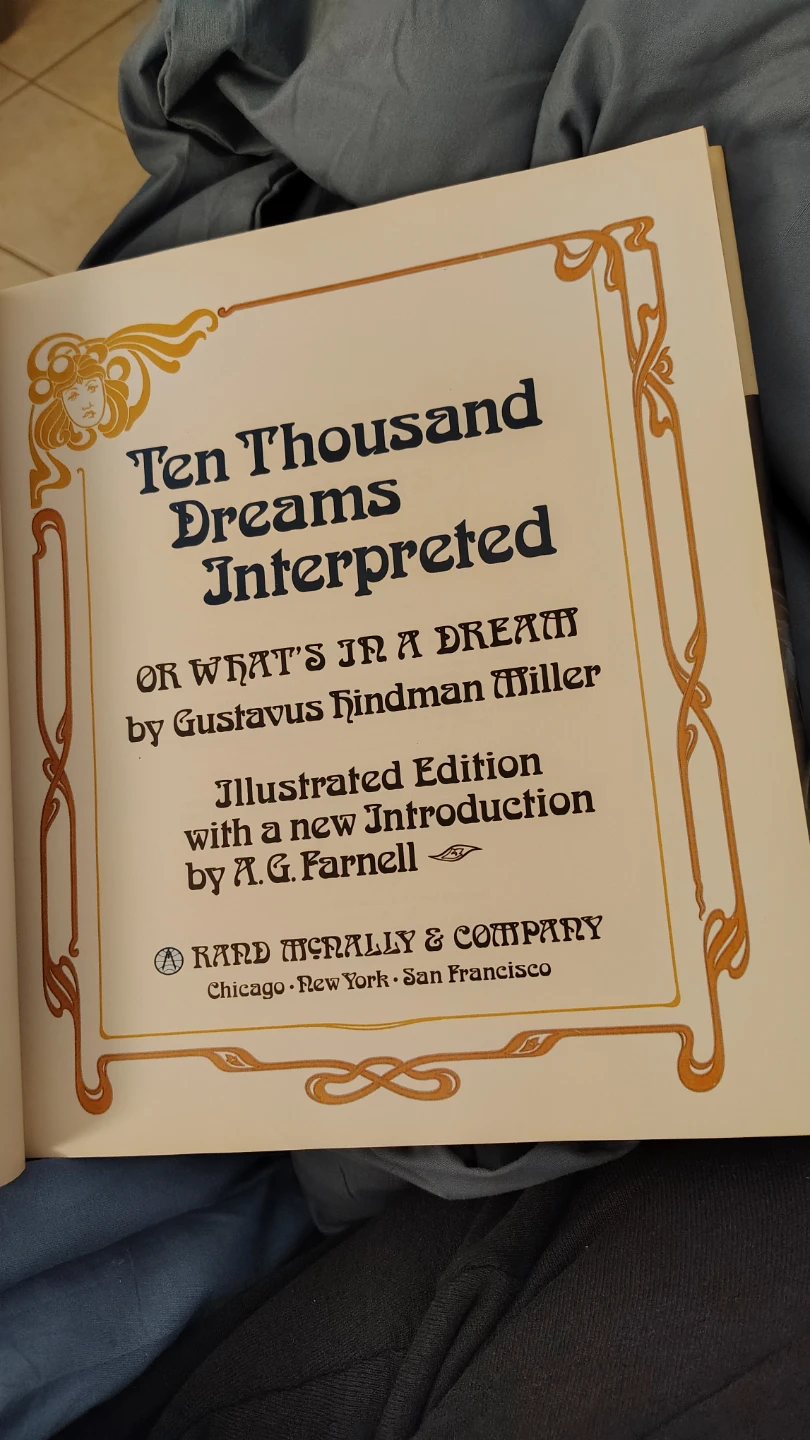 Ten Thousand
Dreams
Interpreted
OR WHAT'S IN A DREAM
by Gustavus Hindman Miller
Illustrated Edition
with a new Introduction
by A.G. Farnell
RAND McNALLY & COMPANY
Chicago · New York · San Francisco